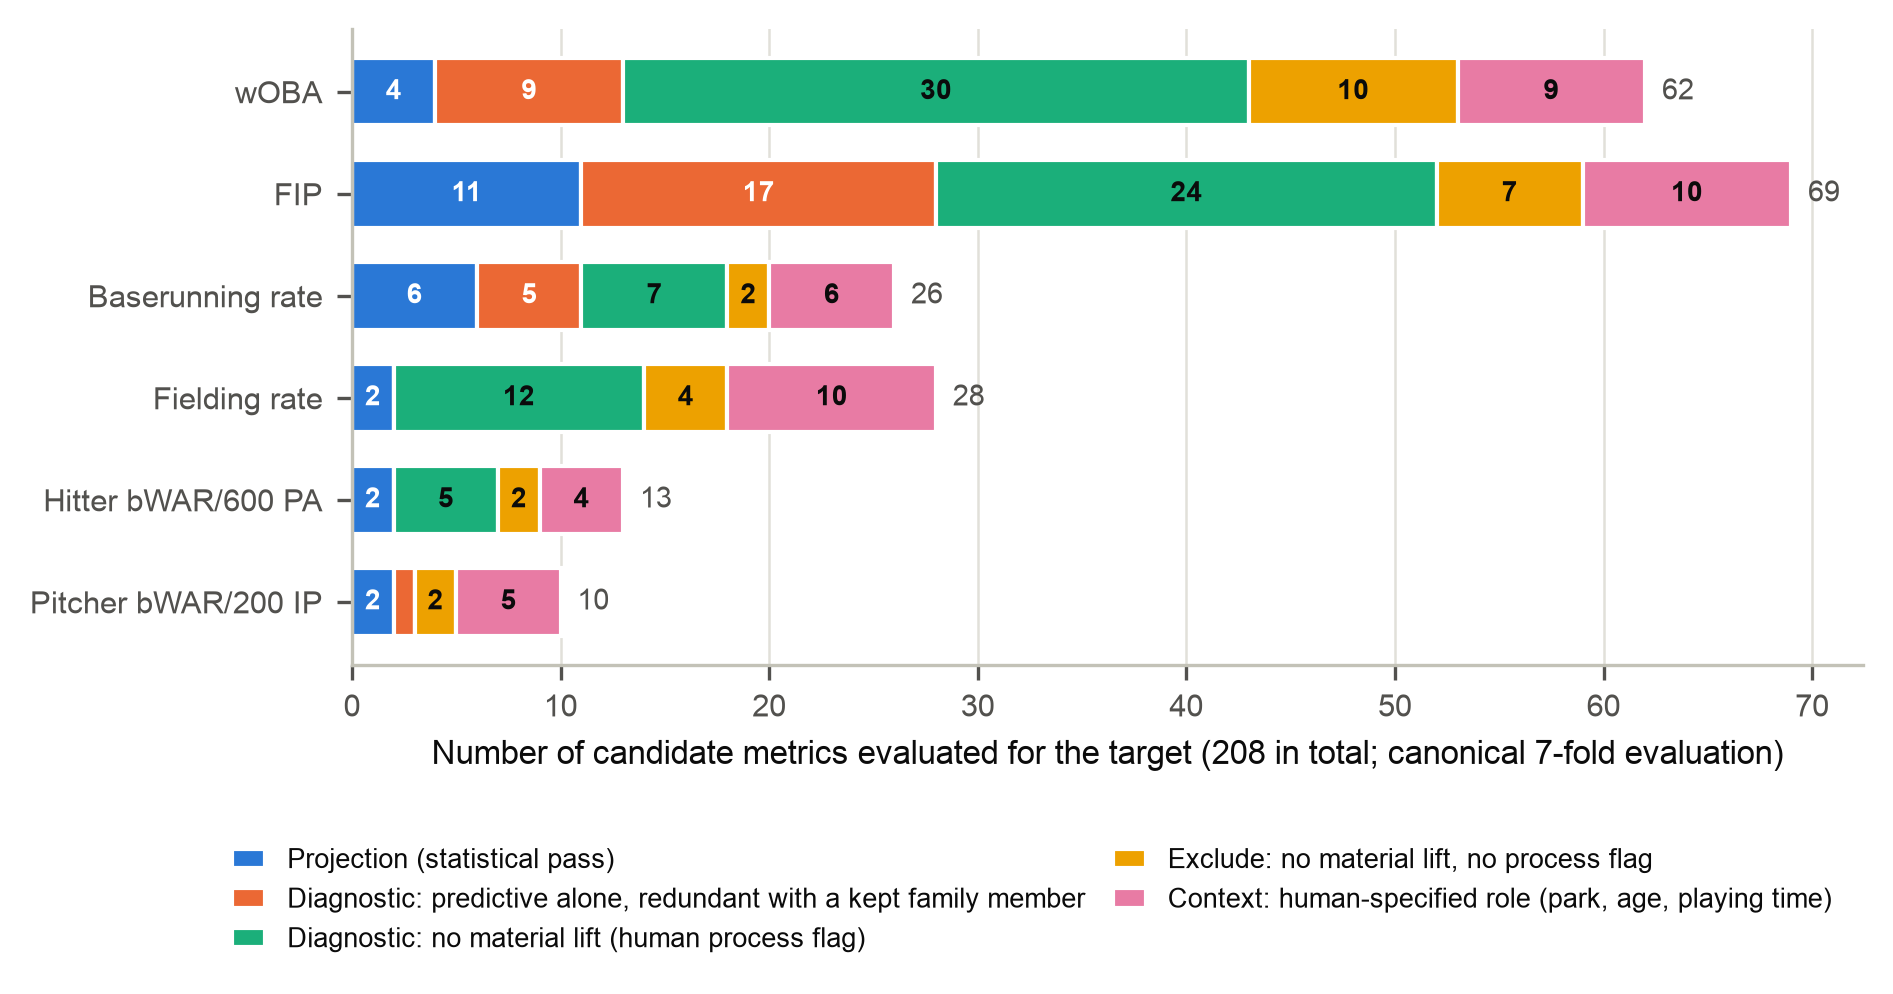 wOBA 4 9 30 10 9 62
FIP 11 17 24 7 10 69
Baserunning rate 6 5 7 2 6 26
Fielding rate 2 12 4 10 28
Hitter bWAR/600 PA 2 5 2 4 13
Pitcher bWAR/200 IP 2 2 5 10
0 10 20 30 40 50 60 70
Number of candidate metrics evaluated for the target (208 in total; canonical 7-fold evaluation)
Projection (statistical pass)
Diagnostic: predictive alone, redundant with a kept family member
Diagnostic: no material lift (human process flag)
Exclude: no material lift, no process flag
Context: human-specified role (park, age, playing time)